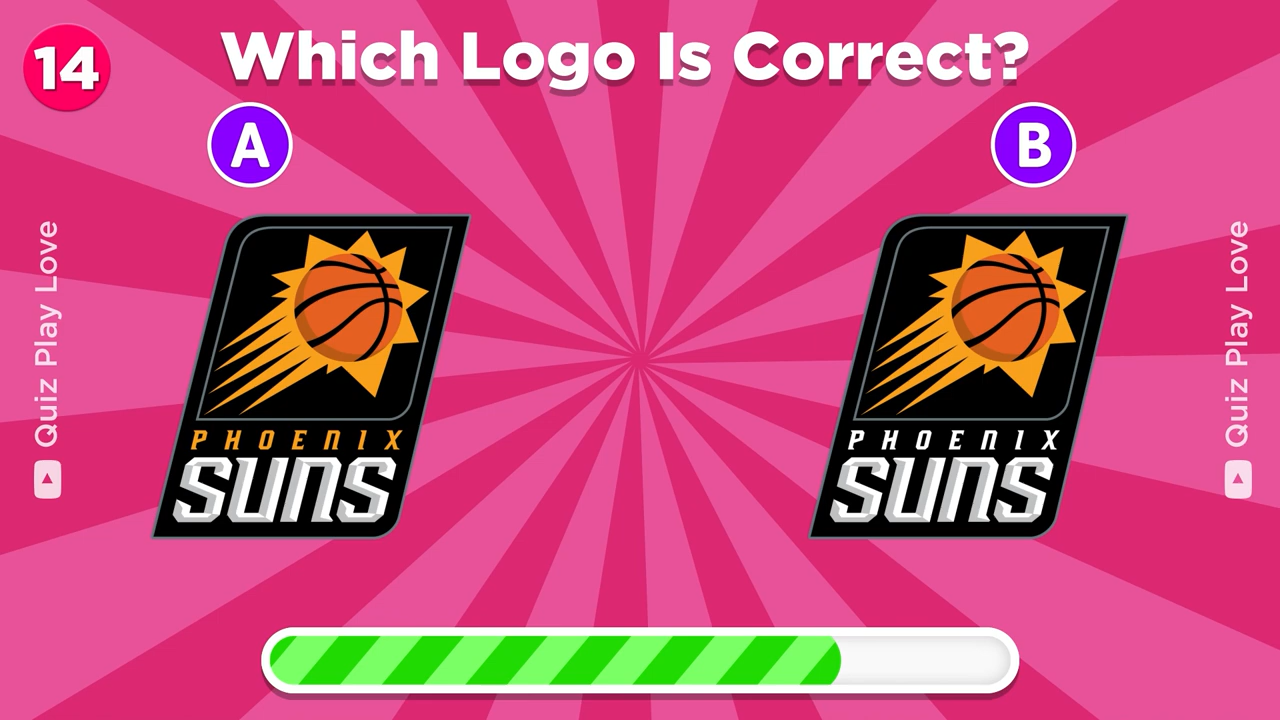 14
Which Logo Is Correct?
A
B
PHOENIX
SUNS
PHOENIX
SUNS
Quiz Play Love
Quiz Play Love